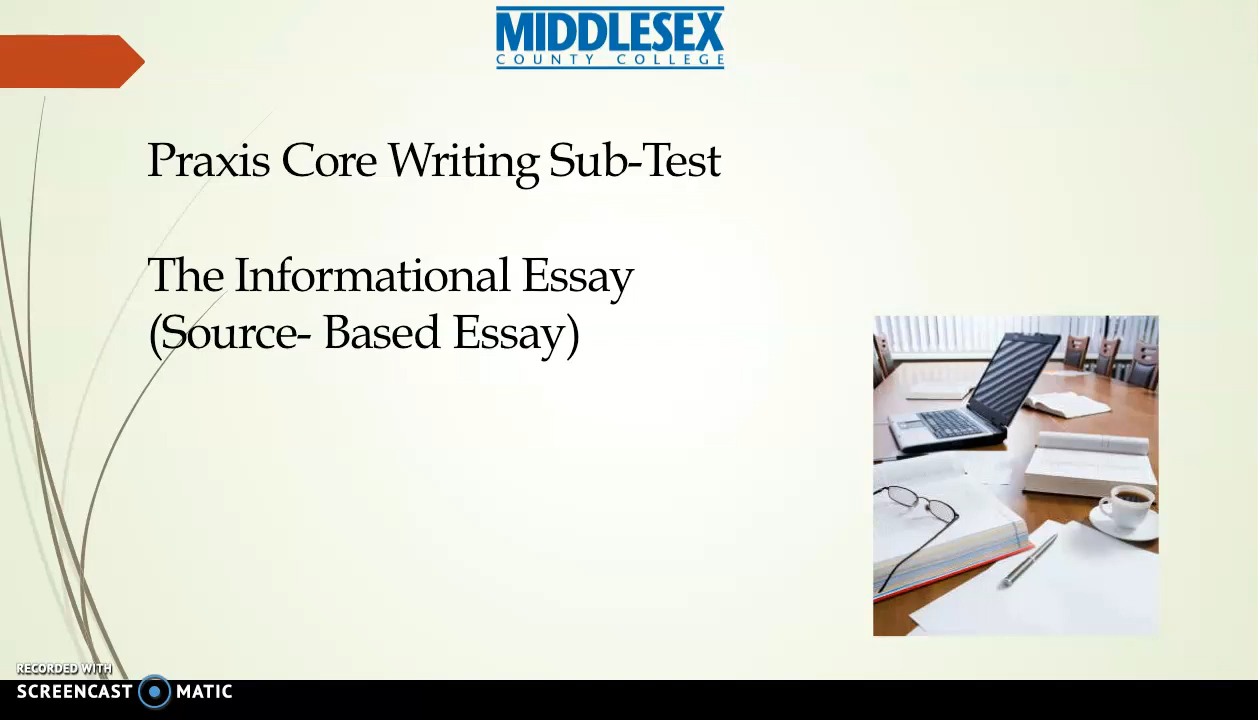 MIDDLESEX
COUNTY COLLEGE
Praxis Core Writing Sub-Test
The Informational Essay
(Source- Based Essay)
RECORDED WITH
SCREENCAST MATIC